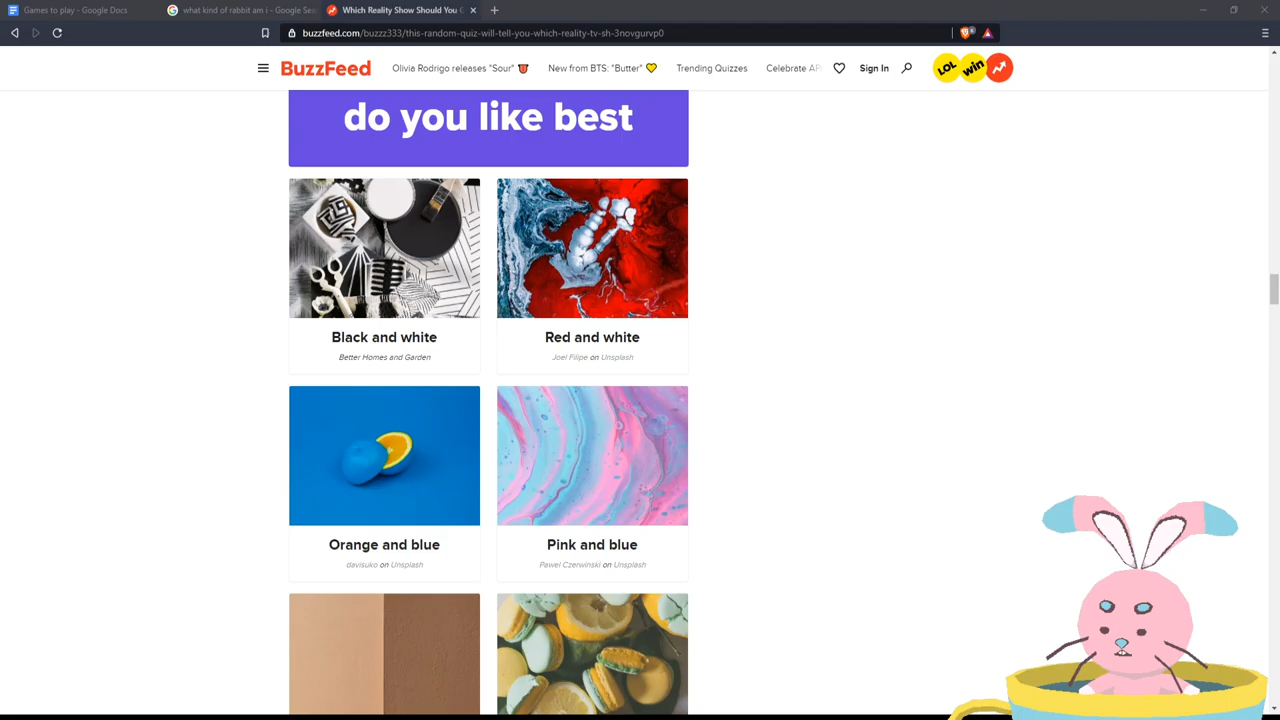 Games to play - Google Docs
what kind of rabbit am i - Google Sea
Which Reality Show Should You G
buzzfeed.com/buzzz333/this-random-quiz-will-tell-you-which-reality-tv-sh-3novgurvp0
BuzzFeed
Olivia Rodrigo releases "Sour"
New from BTS: "Butter"
Trending Quizzes
Celebrate AP
Sign In
LOL
win
do you like best
Black and white
Better Homes and Garden
Red and white
Joel Filipe on Unsplash
Orange and blue
davisuko on Unsplash
Pink and blue
Pawel Czerwinski on Unsplash